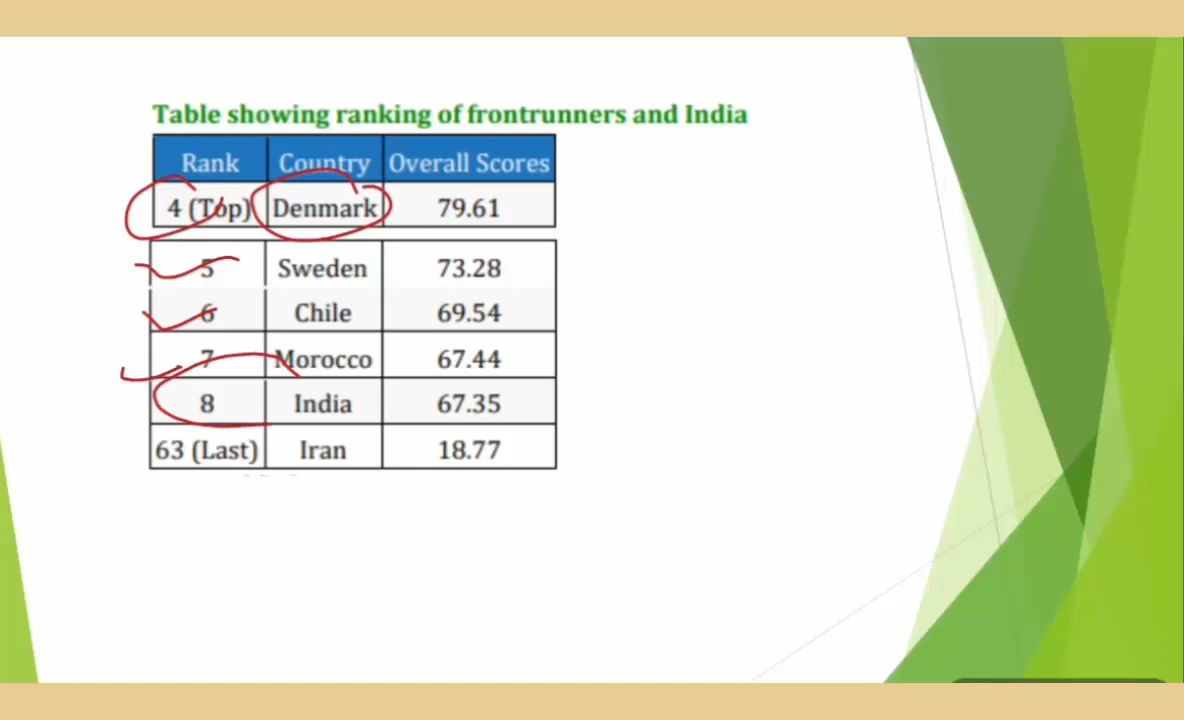 Table showing ranking of frontrunners and India
Rank Country Overall Scores
4 (Top) Denmark 79.61
5 Sweden 73.28
6 Chile 69.54
7 Morocco 67.44
8 India 67.35
63 (Last) Iran 18.77